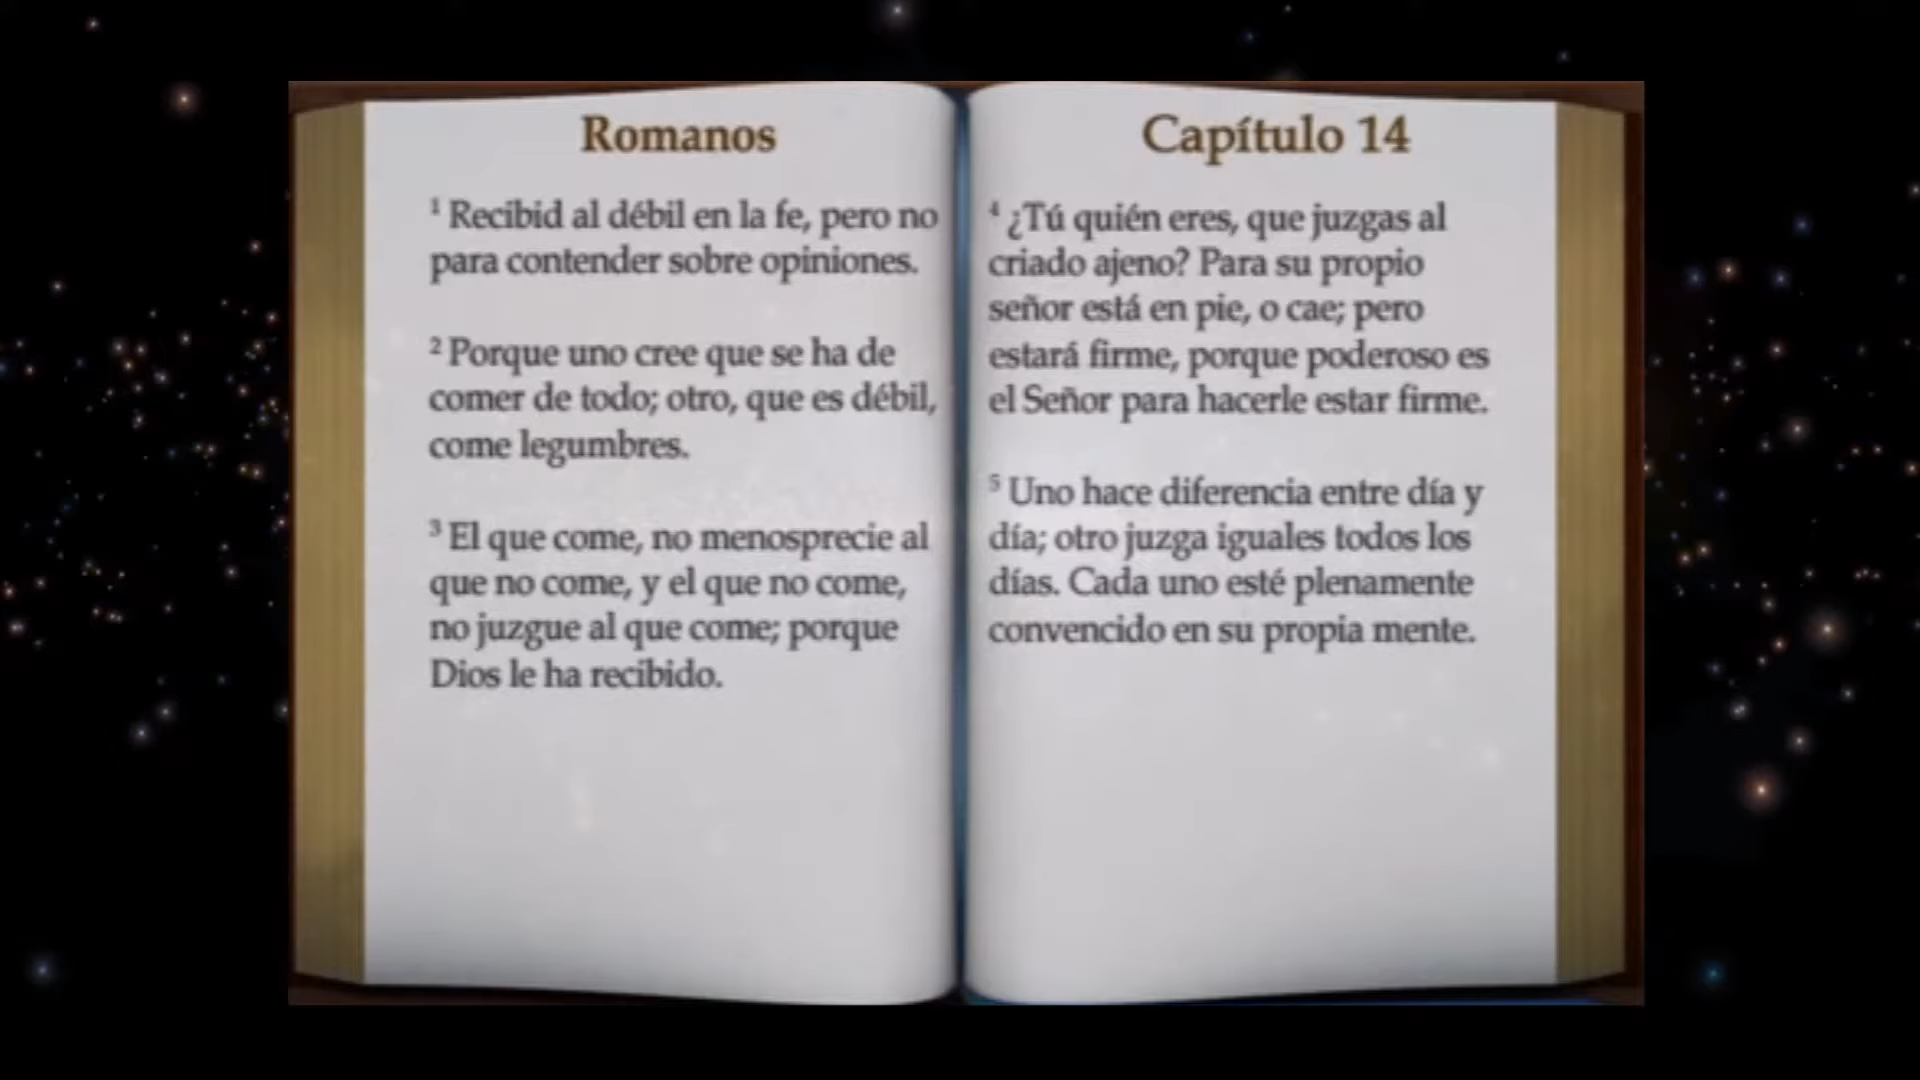 Romanos
1 Recibid al débil en la fe, pero no
para contender sobre opiniones.
2 Porque uno cree que se ha de
comer de todo; otro, que es débil,
come legumbres.
3 El que come, no menosprecie al
que no come, y el que no come,
no juzgue al que come; porque
Dios le ha recibido.
Capítulo 14
4 ¿Tú quién eres, que juzgas al
criado ajeno? Para su propio
señor está en pie, o cae; pero
estará firme, porque poderoso es
el Señor para hacerle estar firme.
5 Uno hace diferencia entre día y
día; otro juzga iguales todos los
días. Cada uno esté plenamente
convencido en su propia mente.